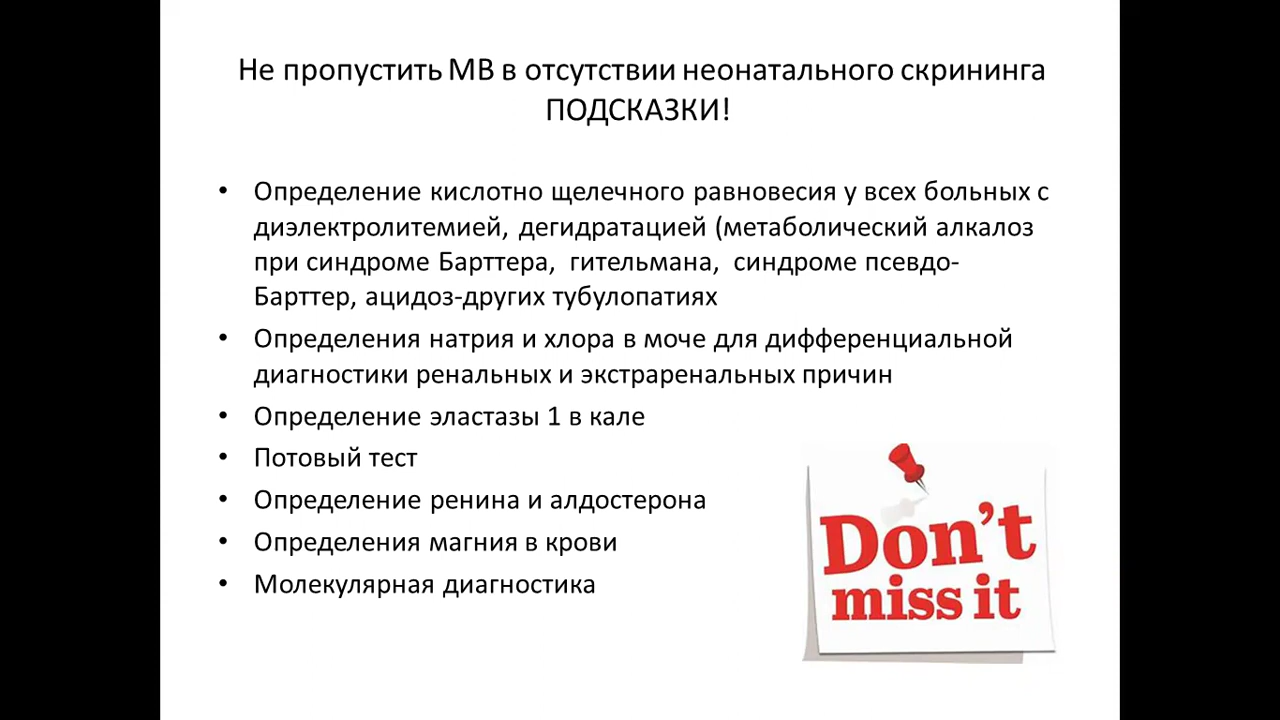 Не пропустить МВ в отсутствии неонатального скрининга
ПОДСКАЗКИ!
• Определение кислотно щелечного равновесия у всех больных с
диэлектролитемией, дегидратацией (метаболический алкалоз
при синдроме Барттера, гительмана, синдроме псевдо-
Барттер, ацидоз-других тубулопатиях
• Определения натрия и хлора в моче для дифференциальной
диагностики ренальных и экстраренальных причин
• Определение эластазы 1 в кале
• Потовый тест
• Определение ренина и алдостерона
• Определения магния в крови
• Молекулярная диагностика
Don't
miss it